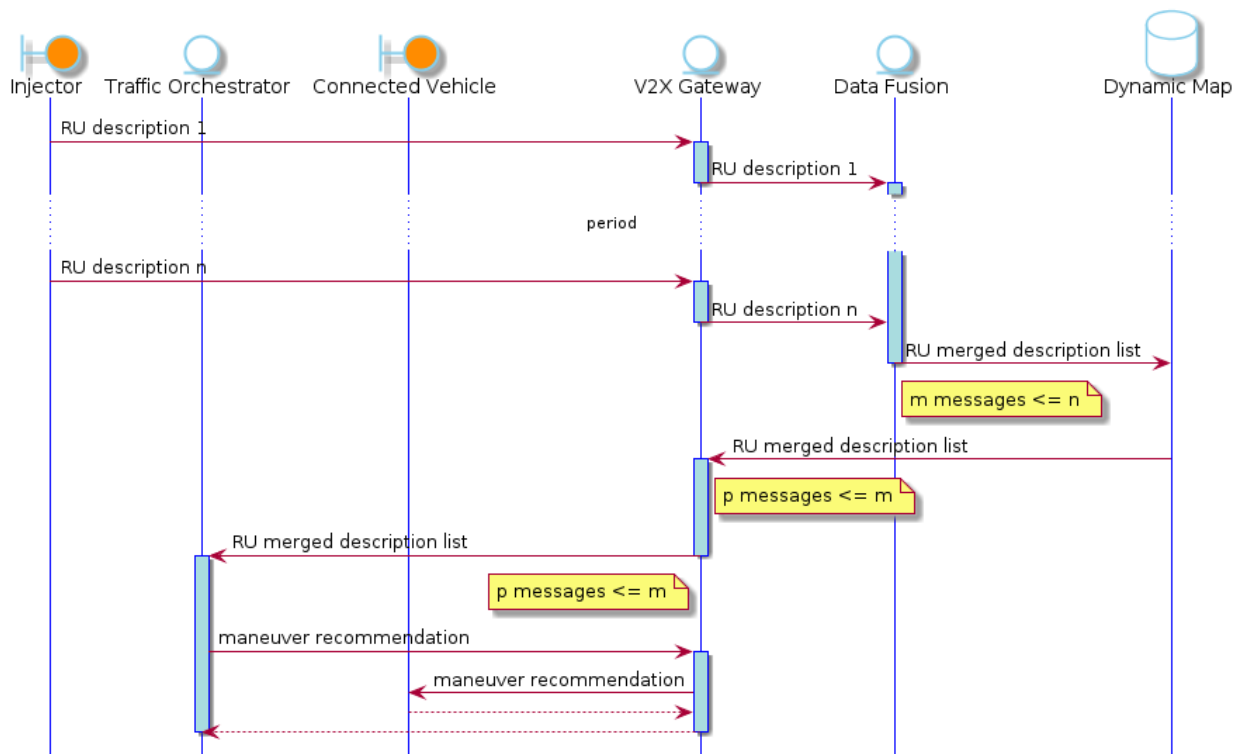 Injector
Traffic Orchestrator
Connected Vehicle
V2X Gateway
Data Fusion
Dynamic Map
RU description 1
RU description 1
period
RU description n
RU description n
RU merged description list
m messages <= n
RU merged description list
p messages <= m
RU merged description list
p messages <= m
maneuver recommendation
maneuver recommendation